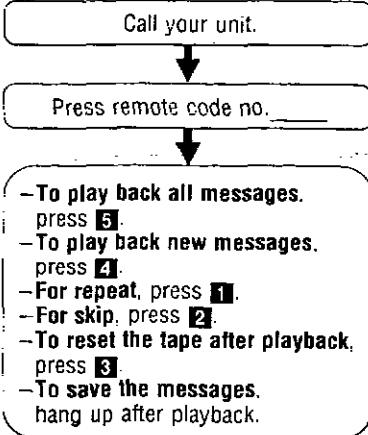 Call your unit.
Press remote code no.____
–To play back all messages,
press 5.
–To play back new messages,
press 4.
–For repeat, press 1.
–For skip, press 2.
–To reset the tape after playback,
press 3.
–To save the messages,
hang up after playback.